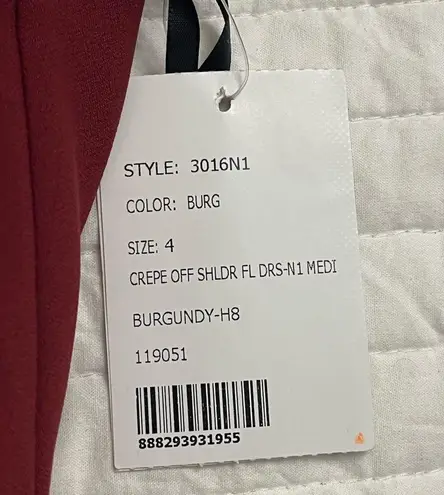 STYLE: 3016N1
COLOR: BURG
SIZE: 4
CREPE OFF SHLDR FL DRS-N1 MEDI
BURGUNDY-H8
119051
888293931955